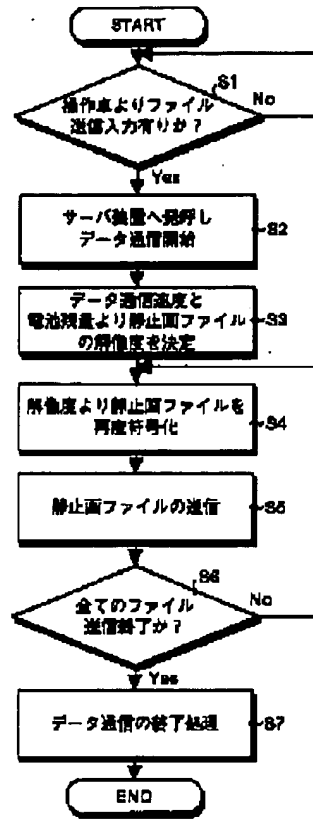 START
S1
操作卓よりファイル
送信入力有りか?
No
Yes
サーバ装置へ発呼し
データ通信開始
S2
データ通信速度と
電池残量より静止画ファイル
の解像度を決定
S3
解像度より静止画ファイルを
再度符号化
S4
静止画ファイルの送信
S5
S6
全てのファイル
送信終了か?
No
Yes
データ通信の終了処理
S7
END